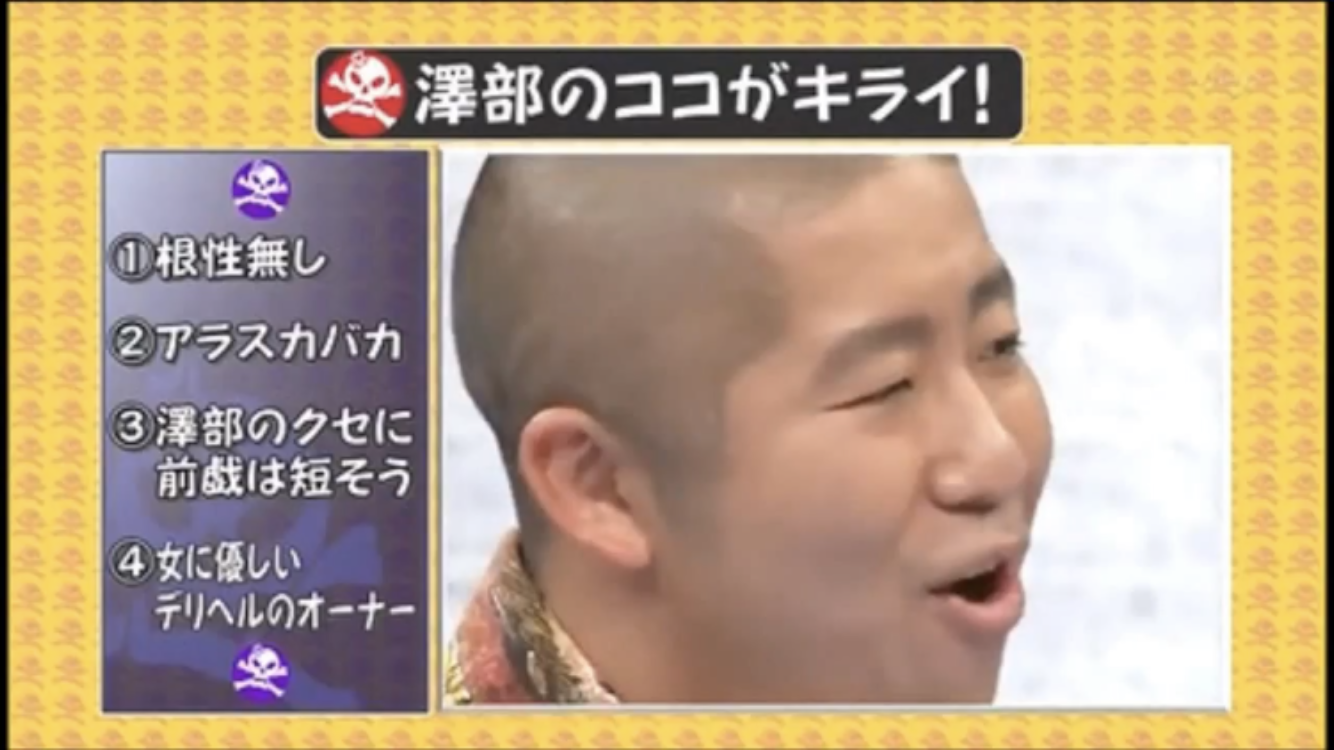 澤部のココがキライ!
①根性無し
②アラスカバカ
③澤部のクセに
前戯は短そう
④女に優しい
デリヘルのオーナー